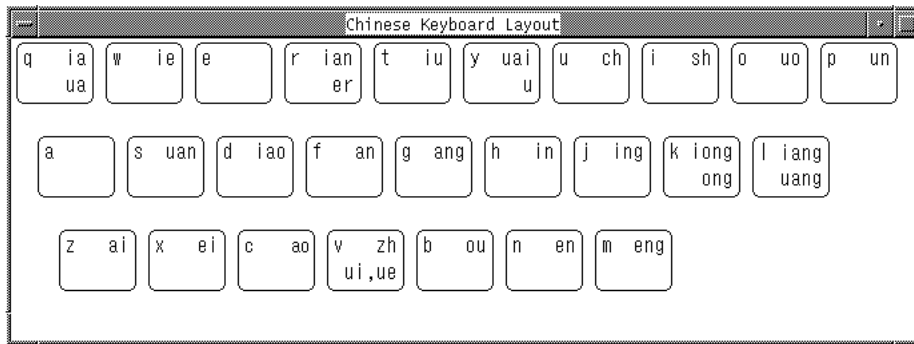 Chinese Keyboard Layout
q ia w ie e r ian t iu y uai u ch i sh o uo p un
ua er u
a s uan d iao f an g ang h in j ing k iong l iang
ong uang
z ai x ei c ao v zh b ou n en m eng
ui,ue